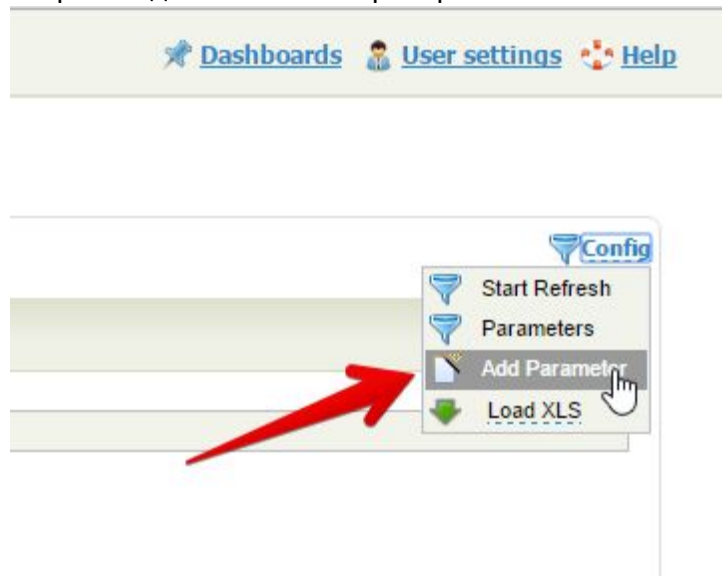 Dashboards User settings Help
Config
Start Refresh
Parameters
Add Parameter
Load XLS